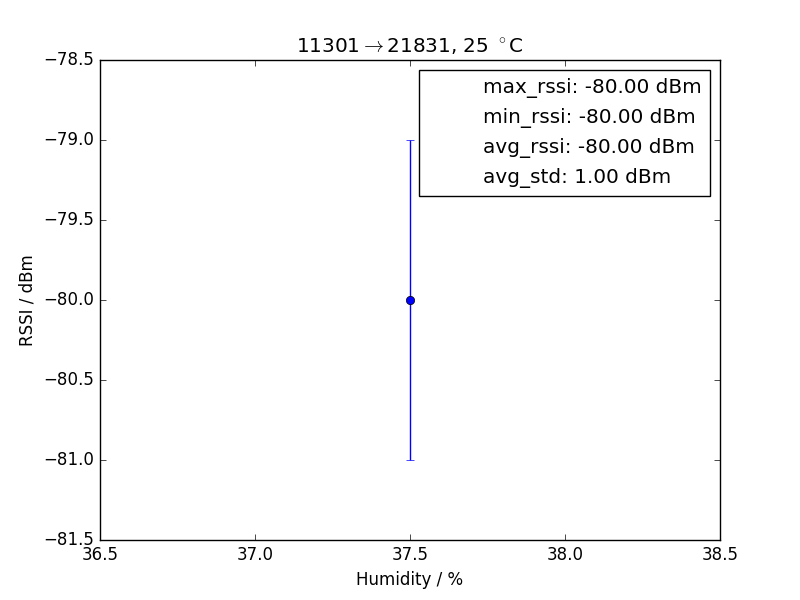 11301→21831, 25 °C
max_rssi: -80.00 dBm
min_rssi: -80.00 dBm
avg_rssi: -80.00 dBm
avg_std: 1.00 dBm
RSSI / dBm
−78.5
−79.0
−79.5
−80.0
−80.5
−81.0
−81.5
36.5 37.0 37.5 38.0 38.5
Humidity / %